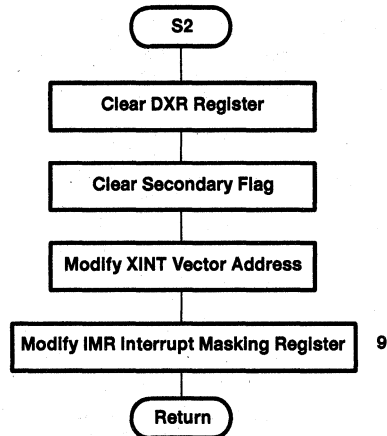 S2
Clear DXR Register
Clear Secondary Flag
Modify XINT Vector Address
Modify IMR Interrupt Masking Register 9
Return